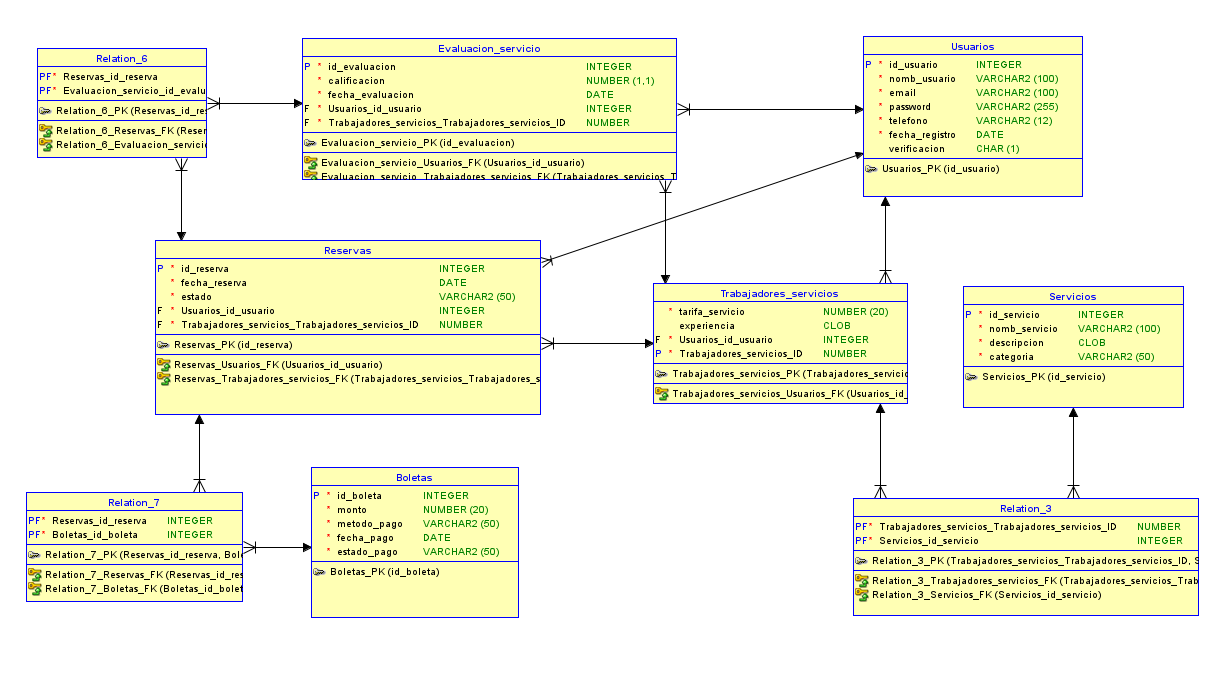 Relation_6
PF* Reservas_id_reserva
PF* Evaluacion_servicio_id_evalu
Relation_6_PK (Reservas_id_re
Relation_6_Reservas_FK (Reser
Relation_6_Evaluacion_servici
Evaluacion_servicio
P * id_evaluacion INTEGER
* calificacion NUMBER (1,1)
* fecha_evaluacion DATE
F * Usuarios_id_usuario INTEGER
F * Trabajadores_servicios_Trabajadores_servicios_ID NUMBER
Evaluacion_servicio_PK (id_evaluacion)
Evaluacion_servicio_Usuarios_FK (Usuarios_id_usuario)
Evaluacion_servicio_Trabajadores_servicios_FK (Trabajadores_servicios_T
Usuarios
P * id_usuario INTEGER
* nomb_usuario VARCHAR2 (100)
* email VARCHAR2 (100)
* password VARCHAR2 (255)
* telefono VARCHAR2 (12)
* fecha_registro DATE
verificacion CHAR (1)
Usuarios_PK (id_usuario)
Reservas
P * id_reserva INTEGER
* fecha_reserva DATE
* estado VARCHAR2 (50)
F * Usuarios_id_usuario INTEGER
F * Trabajadores_servicios_Trabajadores_servicios_ID NUMBER
Reservas_PK (id_reserva)
Reservas_Usuarios_FK (Usuarios_id_usuario)
Reservas_Trabajadores_servicios_FK (Trabajadores_servicios_Trabajadores_s
Trabajadores_servicios
* tarifa_servicio NUMBER (20)
experiencia CLOB
F * Usuarios_id_usuario INTEGER
P * Trabajadores_servicios_ID NUMBER
Trabajadores_servicios_PK (Trabajadores_servicio
Trabajadores_servicios_Usuarios_FK (Usuarios_id_
Servicios
P * id_servicio INTEGER
* nomb_servicio VARCHAR2 (100)
* descripcion CLOB
* categoria VARCHAR2 (50)
Servicios_PK (id_servicio)
Relation_7
PF* Reservas_id_reserva INTEGER
PF* Boletas_id_boleta INTEGER
Relation_7_PK (Reservas_id_reserva, Bol
Relation_7_Reservas_FK (Reservas_id_res
Relation_7_Boletas_FK (Boletas_id_bolet
Boletas
P * id_boleta INTEGER
* monto NUMBER (20)
* metodo_pago VARCHAR2 (50)
* fecha_pago DATE
* estado_pago VARCHAR2 (50)
Boletas_PK (id_boleta)
Relation_3
PF* Trabajadores_servicios_Trabajadores_servicios_ID NUMBER
PF* Servicios_id_servicio INTEGER
Relation_3_PK (Trabajadores_servicios_Trabajadores_servicios_ID, S
Relation_3_Trabajadores_servicios_FK (Trabajadores_servicios_Trab
Relation_3_Servicios_FK (Servicios_id_servicio)